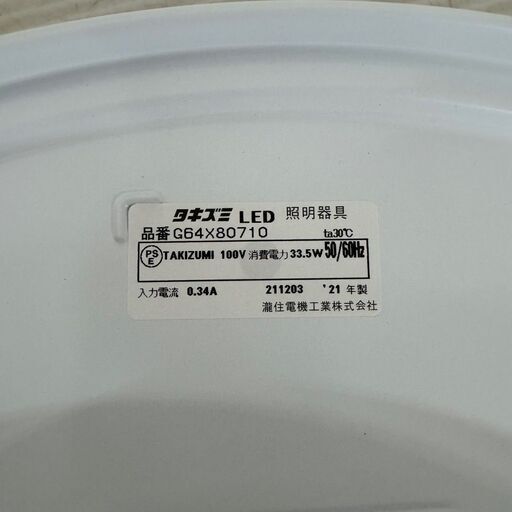 タキズミ LED 照明器具
品番 G64X80710 ta30℃
PSE TAKIZUMI 100V 消費電力 33.5W 50/60Hz
入力電流 0.34A 211203 '21年製
瀧住電機工業株式会社